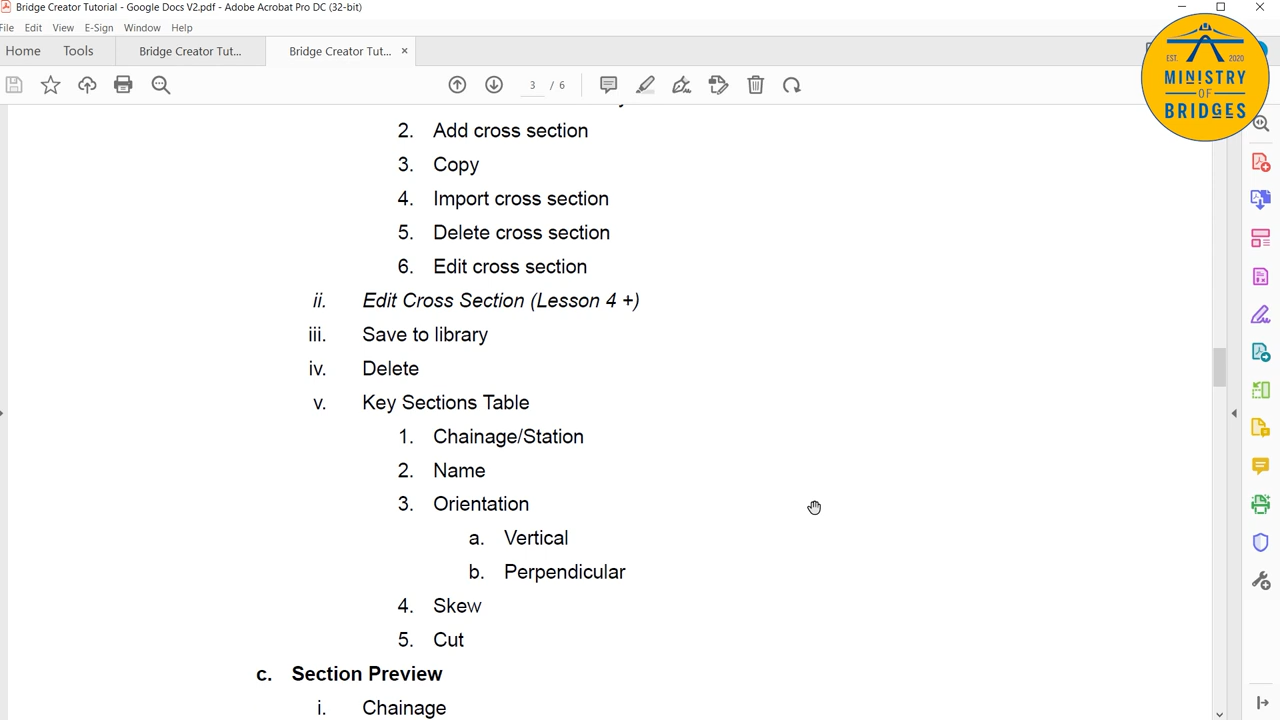 Bridge Creator Tutorial - Google Docs V2.pdf - Adobe Acrobat Pro DC (32-bit)
File Edit View E-Sign Window Help
Home Tools Bridge Creator Tut... Bridge Creator Tut... ×
3 / 6
EST. 2020
MINISTRY
OF
BRIDGES
2. Add cross section
3. Copy
4. Import cross section
5. Delete cross section
6. Edit cross section
ii. Edit Cross Section (Lesson 4 +)
iii. Save to library
iv. Delete
v. Key Sections Table
1. Chainage/Station
2. Name
3. Orientation
a. Vertical
b. Perpendicular
4. Skew
5. Cut
c. Section Preview
i. Chainage